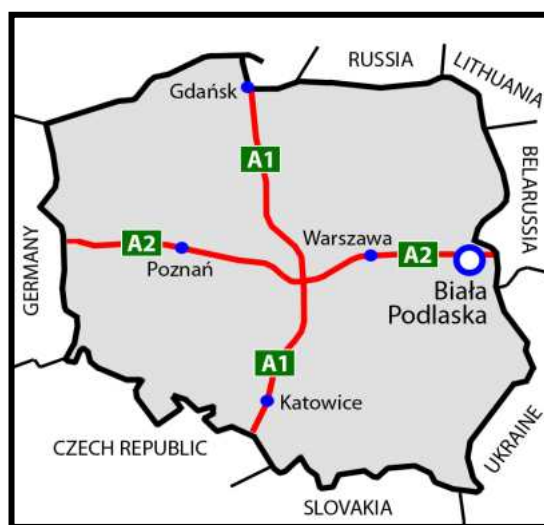 RUSSIA
LITHUANIA
Gdańsk
A1
BELARUSSIA
GERMANY
A2
Poznań
Warszawa
A2
Biała
Podlaska
A1
Katowice
CZECH REPUBLIC
UKRAINE
SLOVAKIA